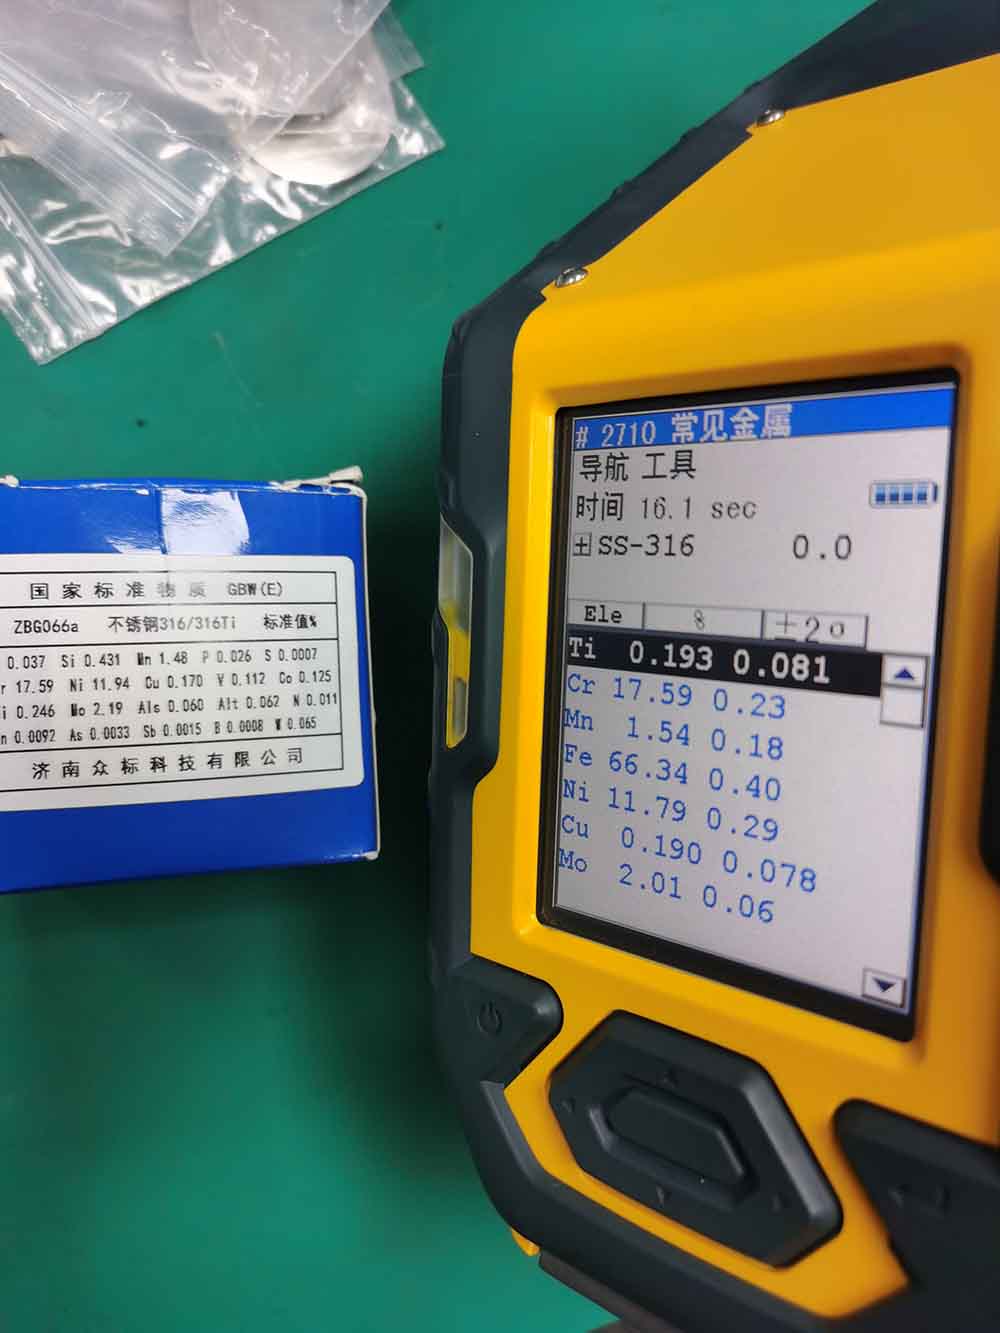 国家标准物质 GBW(E)
ZBG066a 不锈钢316/316Ti 标准值%
0.037 Si 0.431 Mn 1.48 P 0.026 S 0.0007
r 17.59 Ni 11.94 Cu 0.170 V 0.112 Co 0.125
i 0.246 Mo 2.19 Als 0.060 Alt 0.062 N 0.011
n 0.0092 As 0.0033 Sb 0.0015 B 0.0008 W 0.065
济南众标科技有限公司
# 2710 常见金属
导航 工具
时间 16.1 sec
SS-316 0.0
Ele % ±2σ
Ti 0.193 0.081
Cr 17.59 0.23
Mn 1.54 0.18
Fe 66.34 0.40
Ni 11.79 0.29
Cu 0.190 0.078
Mo 2.01 0.06